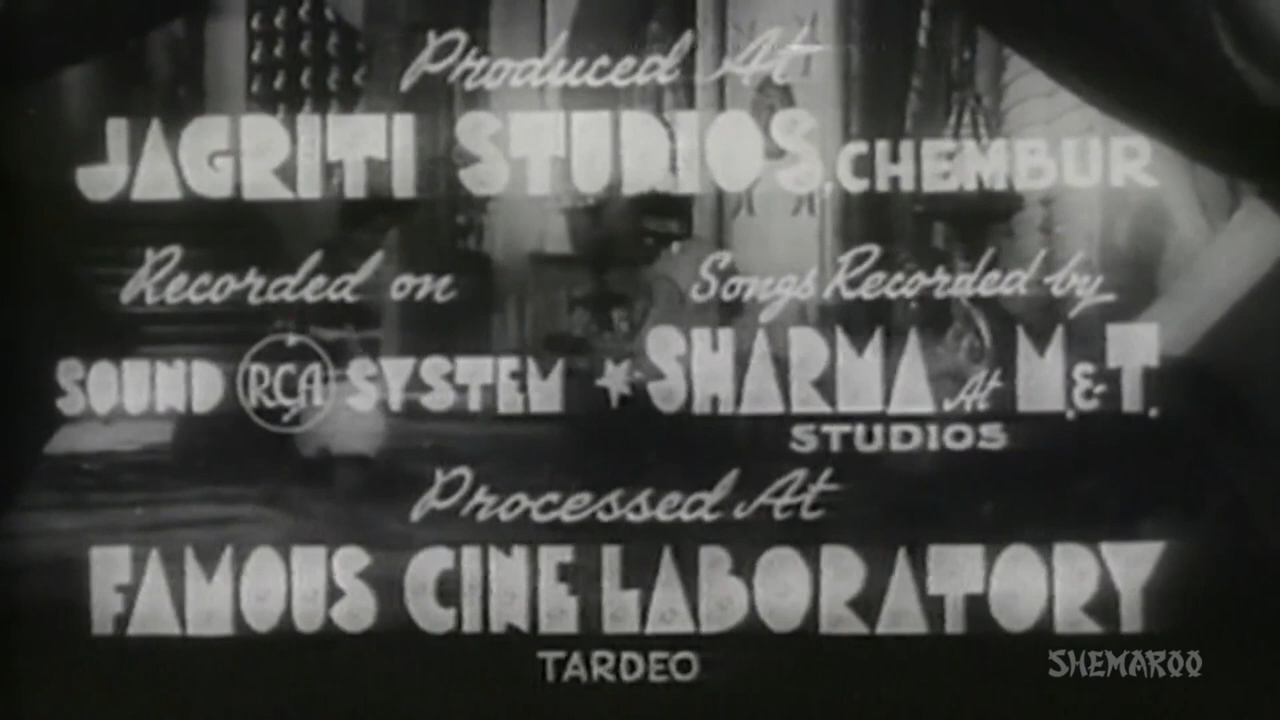 Produced At
JAGRITI STUDIOS, CHEMBUR
Recorded on
SOUND RCA SYSTEM
★
Songs Recorded by
SHARMA At M.&T.
STUDIOS
Processed At
FAMOUS CINE LABORATORY
TARDEO
SHEMAROO